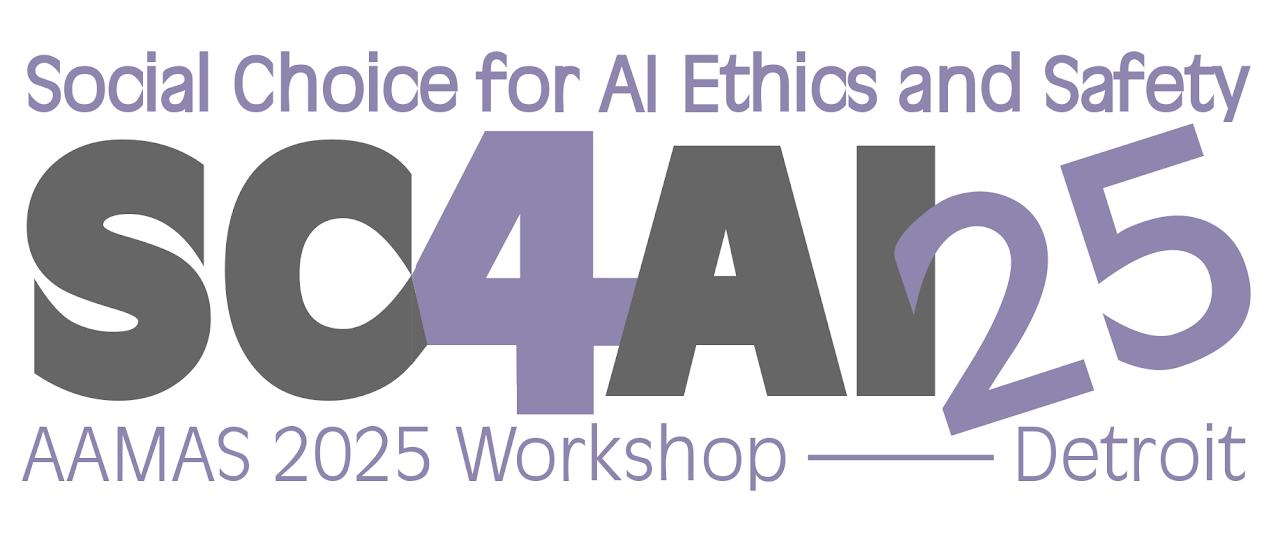 Social Choice for AI Ethics and Safety
SC4AI25
AAMAS 2025 Workshop — Detroit